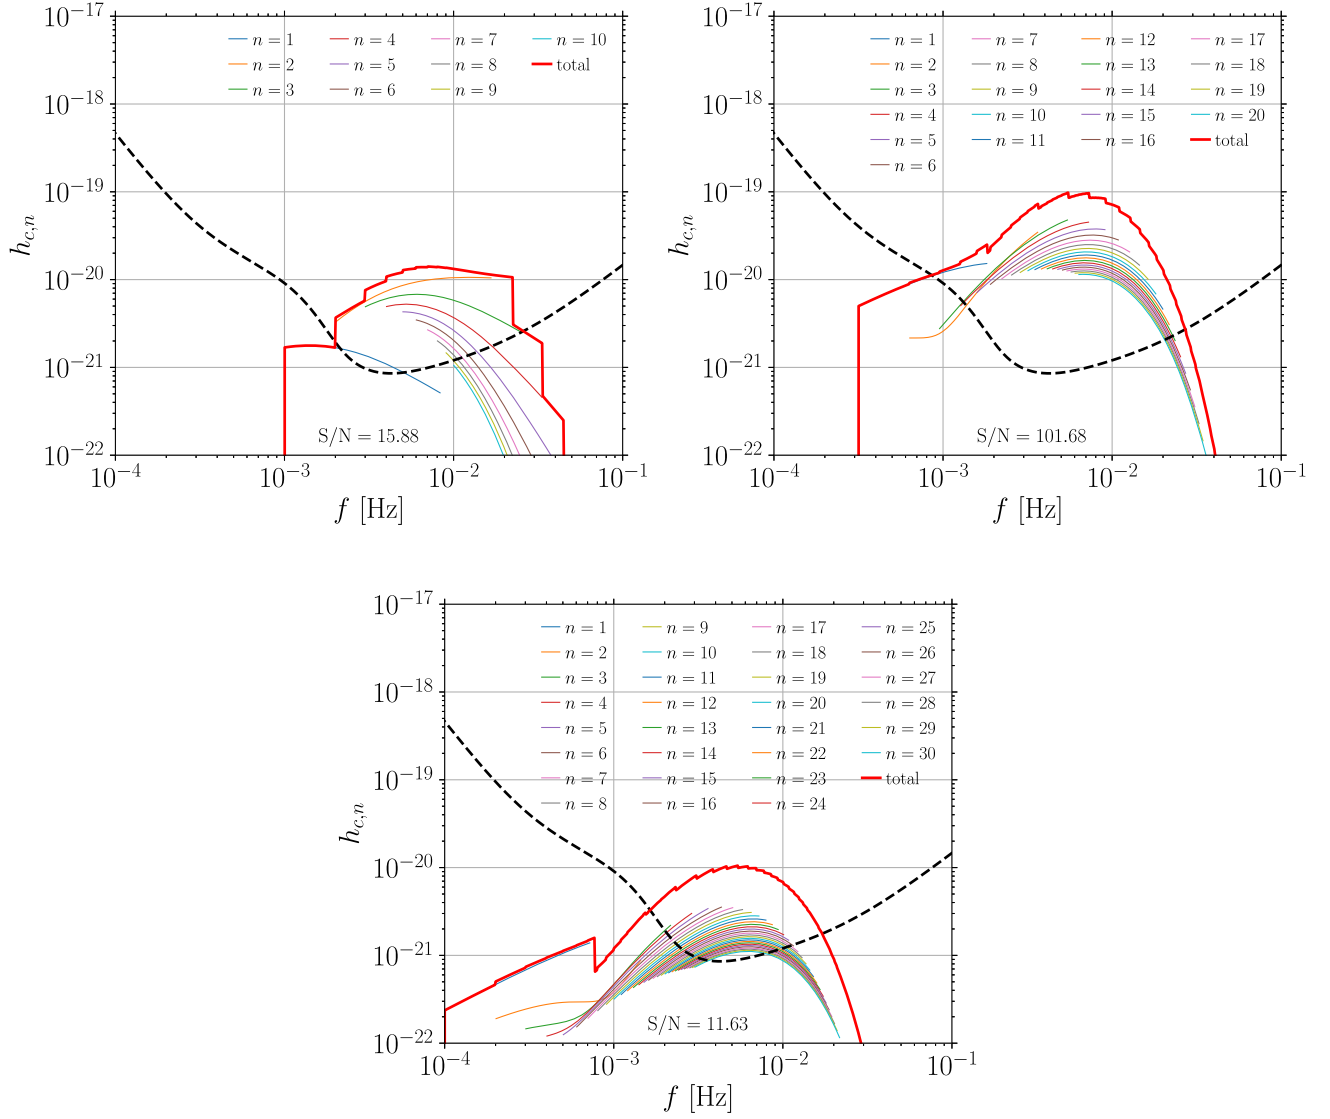 10⁻¹⁷
10⁻¹⁸
10⁻¹⁹
10⁻²⁰
10⁻²¹
10⁻²²
h_{c,n}
n = 1 n = 4 n = 7 n = 10
n = 2 n = 5 n = 8 total
n = 3 n = 6 n = 9
S/N = 15.88
10⁻⁴ 10⁻³ 10⁻² 10⁻¹
f [Hz]
10⁻¹⁷
10⁻¹⁸
10⁻¹⁹
10⁻²⁰
10⁻²¹
10⁻²²
h_{c,n}
n = 1 n = 7 n = 12 n = 17
n = 2 n = 8 n = 13 n = 18
n = 3 n = 9 n = 14 n = 19
n = 4 n = 10 n = 15 n = 20
n = 5 n = 11 n = 16 total
n = 6
S/N = 101.68
10⁻⁴ 10⁻³ 10⁻² 10⁻¹
f [Hz]
10⁻¹⁷
10⁻¹⁸
10⁻¹⁹
10⁻²⁰
10⁻²¹
10⁻²²
h_{c,n}
n = 1 n = 9 n = 17 n = 25
n = 2 n = 10 n = 18 n = 26
n = 3 n = 11 n = 19 n = 27
n = 4 n = 12 n = 20 n = 28
n = 5 n = 13 n = 21 n = 29
n = 6 n = 14 n = 22 n = 30
n = 7 n = 15 n = 23 total
n = 8 n = 16 n = 24
S/N = 11.63
10⁻⁴ 10⁻³ 10⁻² 10⁻¹
f [Hz]